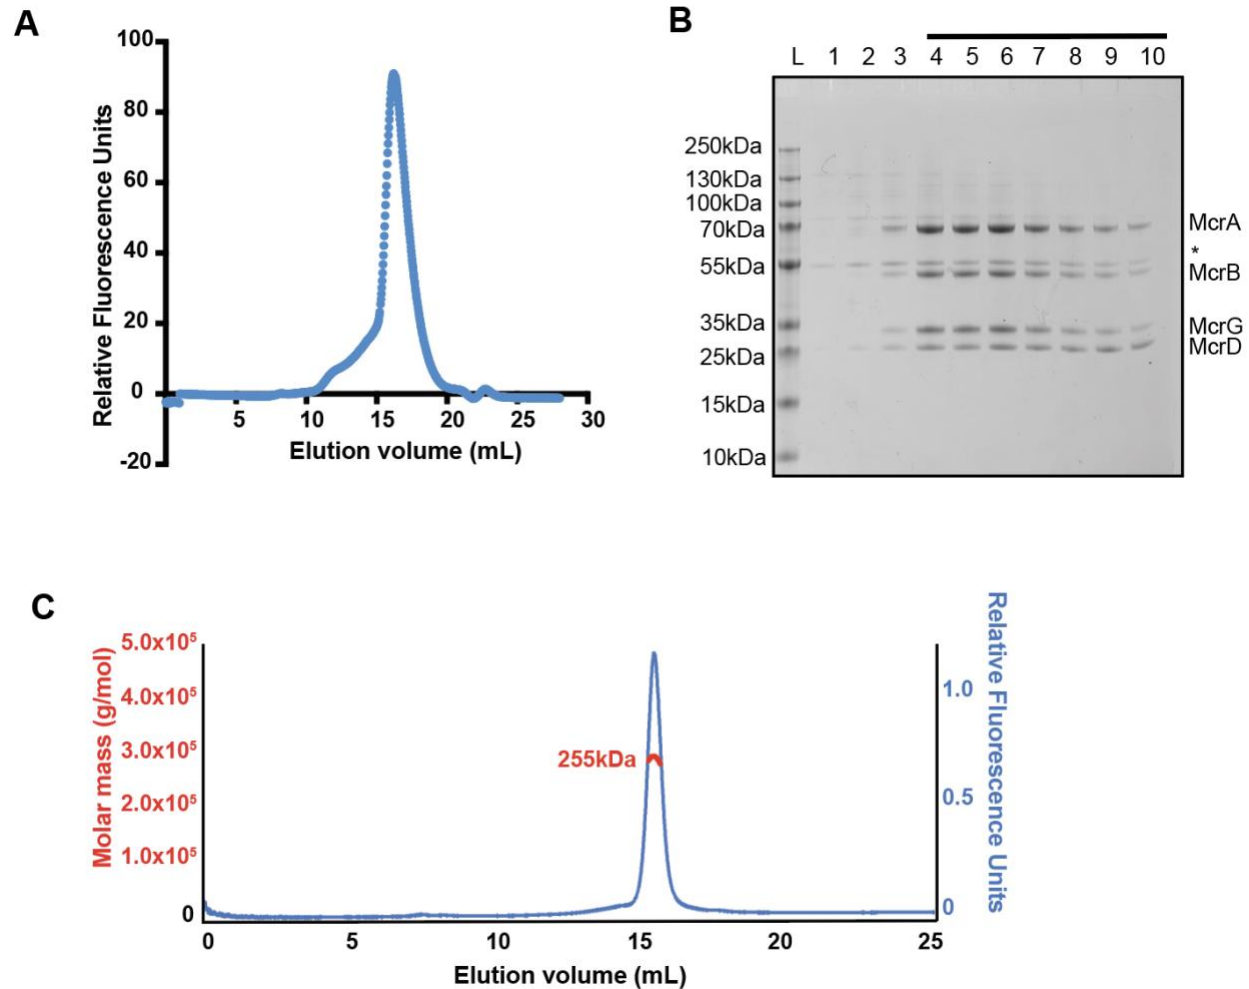 A
Relative Fluorescence Units
100
80
60
40
20
0
-20
5 10 15 20 25 30
Elution volume (mL)
B
L 1 2 3 4 5 6 7 8 9 10
250kDa
130kDa
100kDa
70kDa
55kDa
35kDa
25kDa
15kDa
10kDa
McrA
*
McrB
McrG
McrD
C
Molar mass (g/mol)
5.0x10⁵
4.0x10⁵
3.0x10⁵
2.0x10⁵
1.0x10⁵
0
255kDa
1.0
0.5
0
Relative Fluorescence Units
0 5 10 15 20 25
Elution volume (mL)